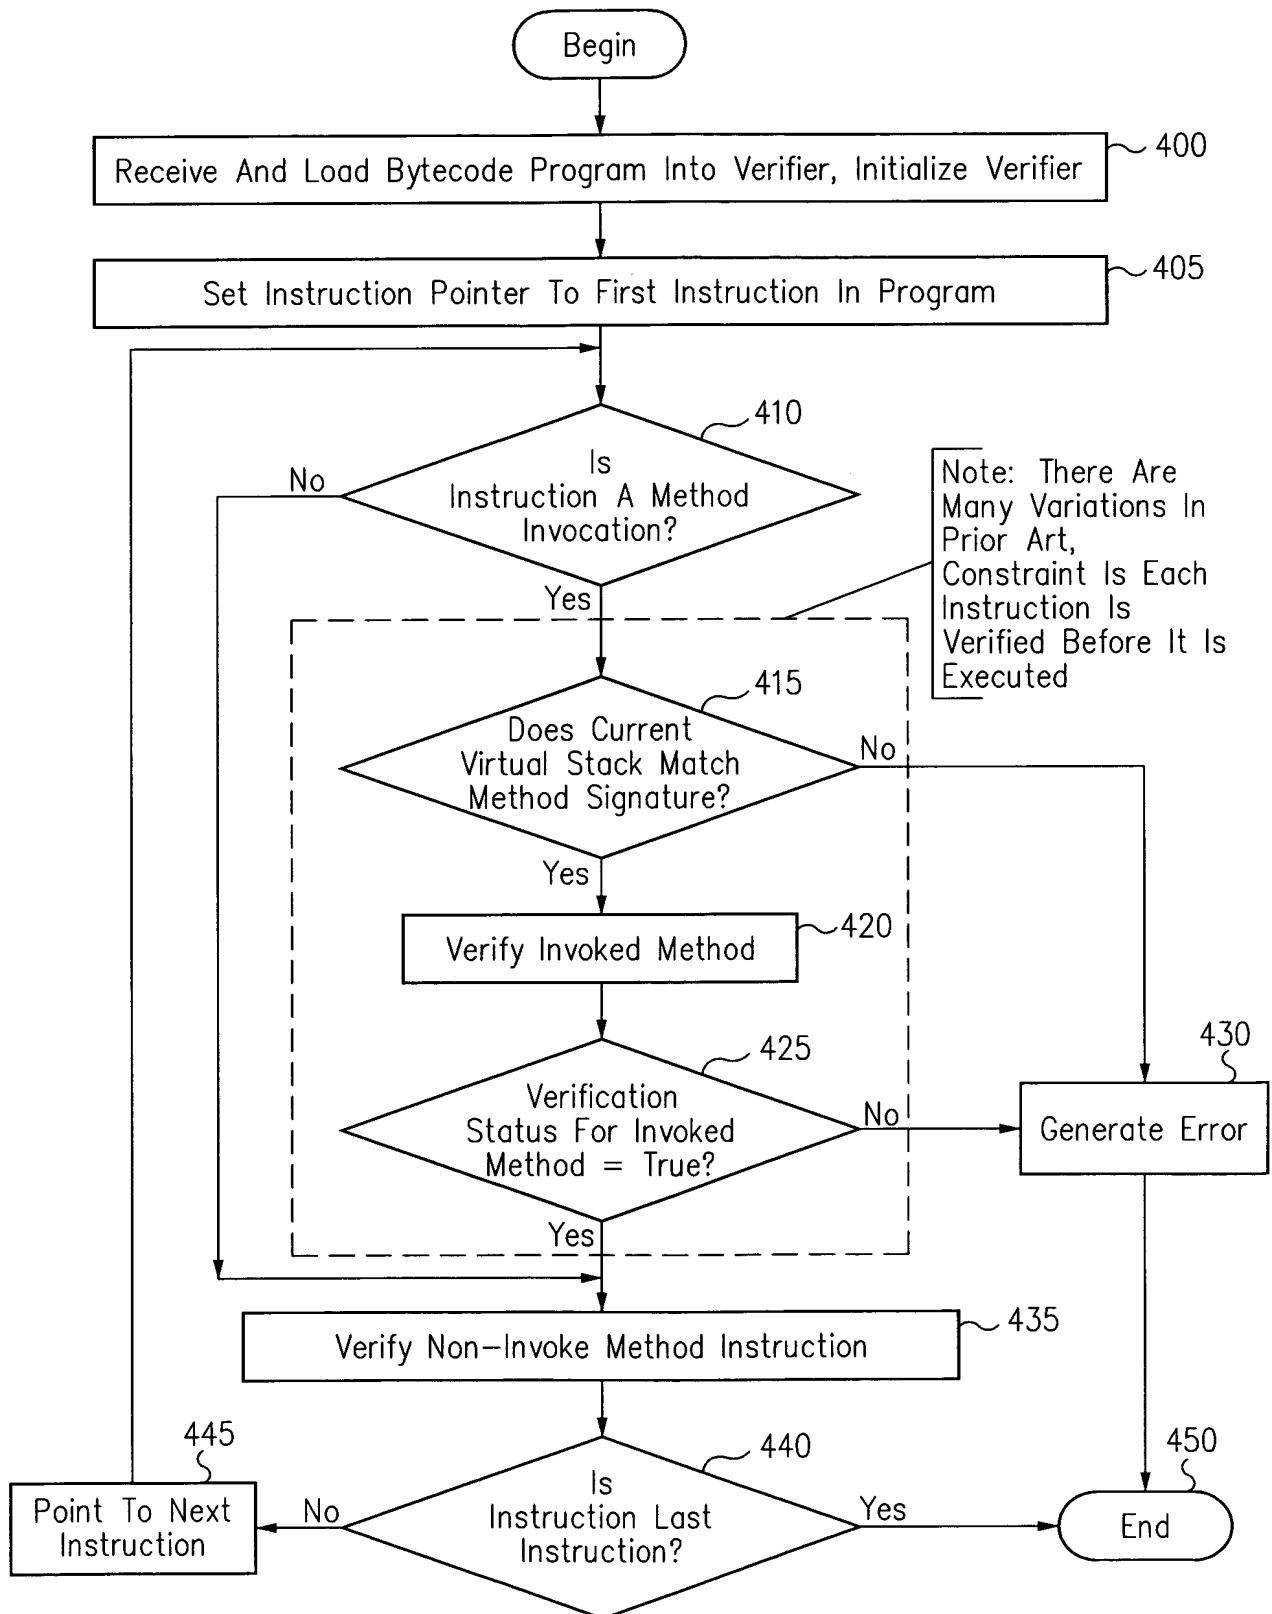 Begin
Receive And Load Bytecode Program Into Verifier, Initialize Verifier
400
Set Instruction Pointer To First Instruction In Program
405
410
Is
Instruction A Method
Invocation?
No
Yes
Note: There Are
Many Variations In
Prior Art,
Constraint Is Each
Instruction Is
Verified Before It Is
Executed
415
Does Current
Virtual Stack Match
Method Signature?
No
Yes
Verify Invoked Method
420
425
Verification
Status For Invoked
Method = True?
No
Yes
430
Generate Error
Verify Non-Invoke Method Instruction
435
440
Is
Instruction Last
Instruction?
No
Yes
445
Point To Next
Instruction
450
End